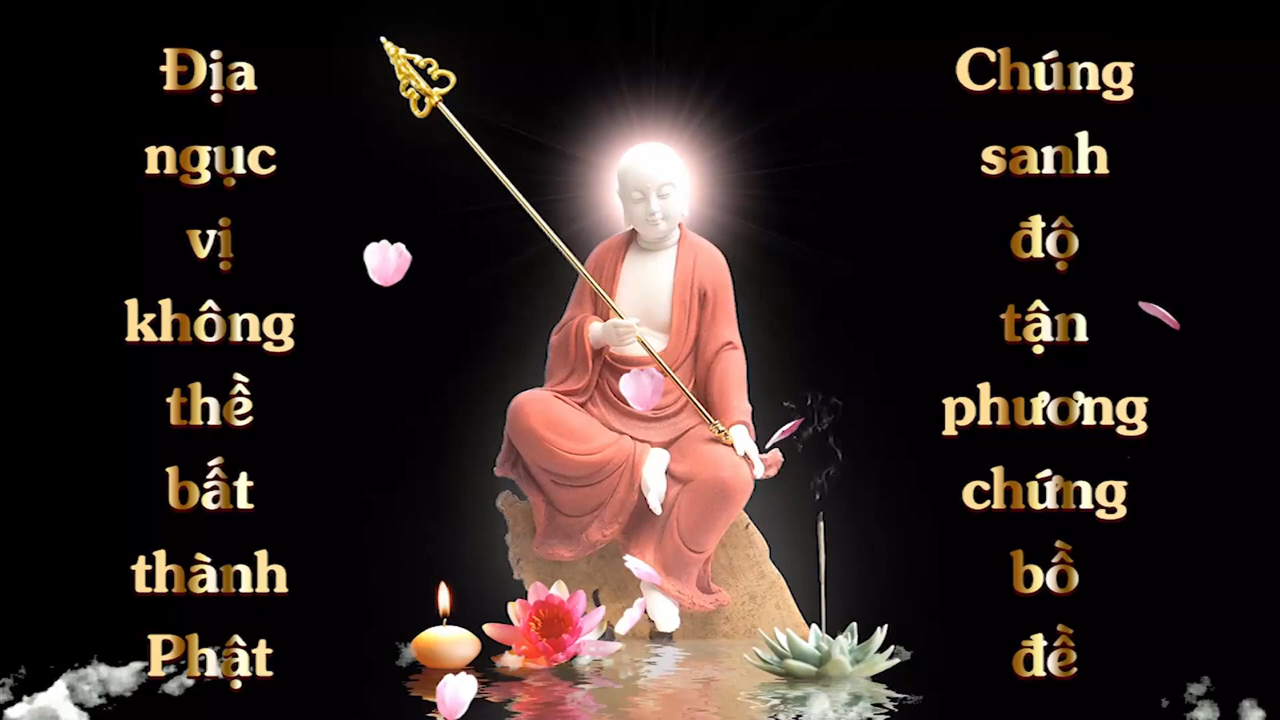 Địa
ngục
vị
không
thề
bất
thành
Phật
Chúng
sanh
độ
tận
phương
chứng
bồ
đề